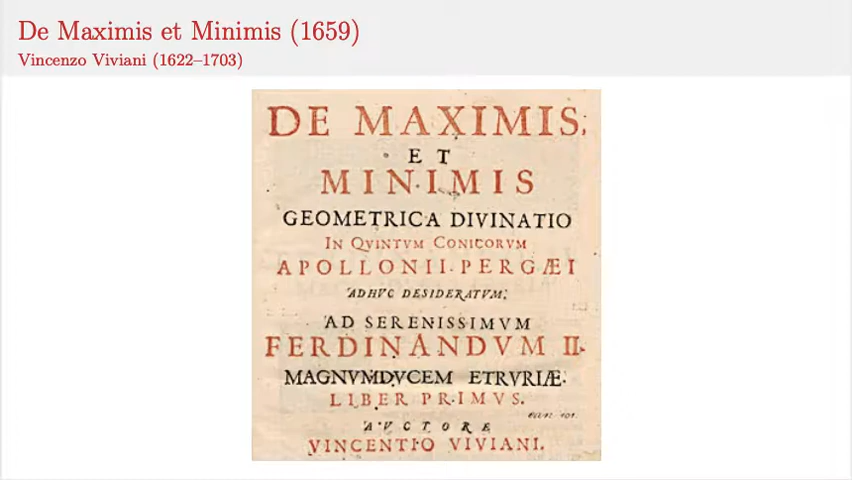 De Maximis et Minimis (1659)
Vincenzo Viviani (1622–1703)
DE MAXIMIS,
ET
MINIMIS
GEOMETRICA DIVINATIO
IN QVINTVM CONICORVM
APOLLONII PERGÆI
ADHVC DESIDERATVM.
AD SERENISSIMVM
FERDINANDVM II.
MAGNVMDVCEM ETRVRIÆ.
LIBER PRIMVS.
AVCTORE
VINCENTIO VIVIANI.